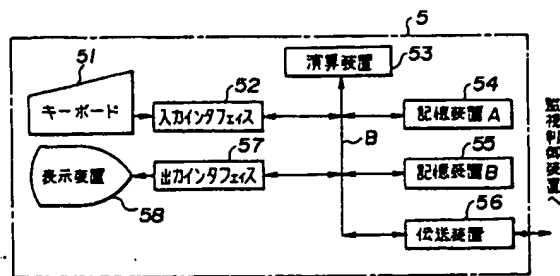 5
51
キーボード
52
入力インタフェイス
53
演算装置
54
記憶装置A
55
記憶装置B
B
57
出力インタフェイス
表示装置
58
56
伝送装置
監視制御装置へ